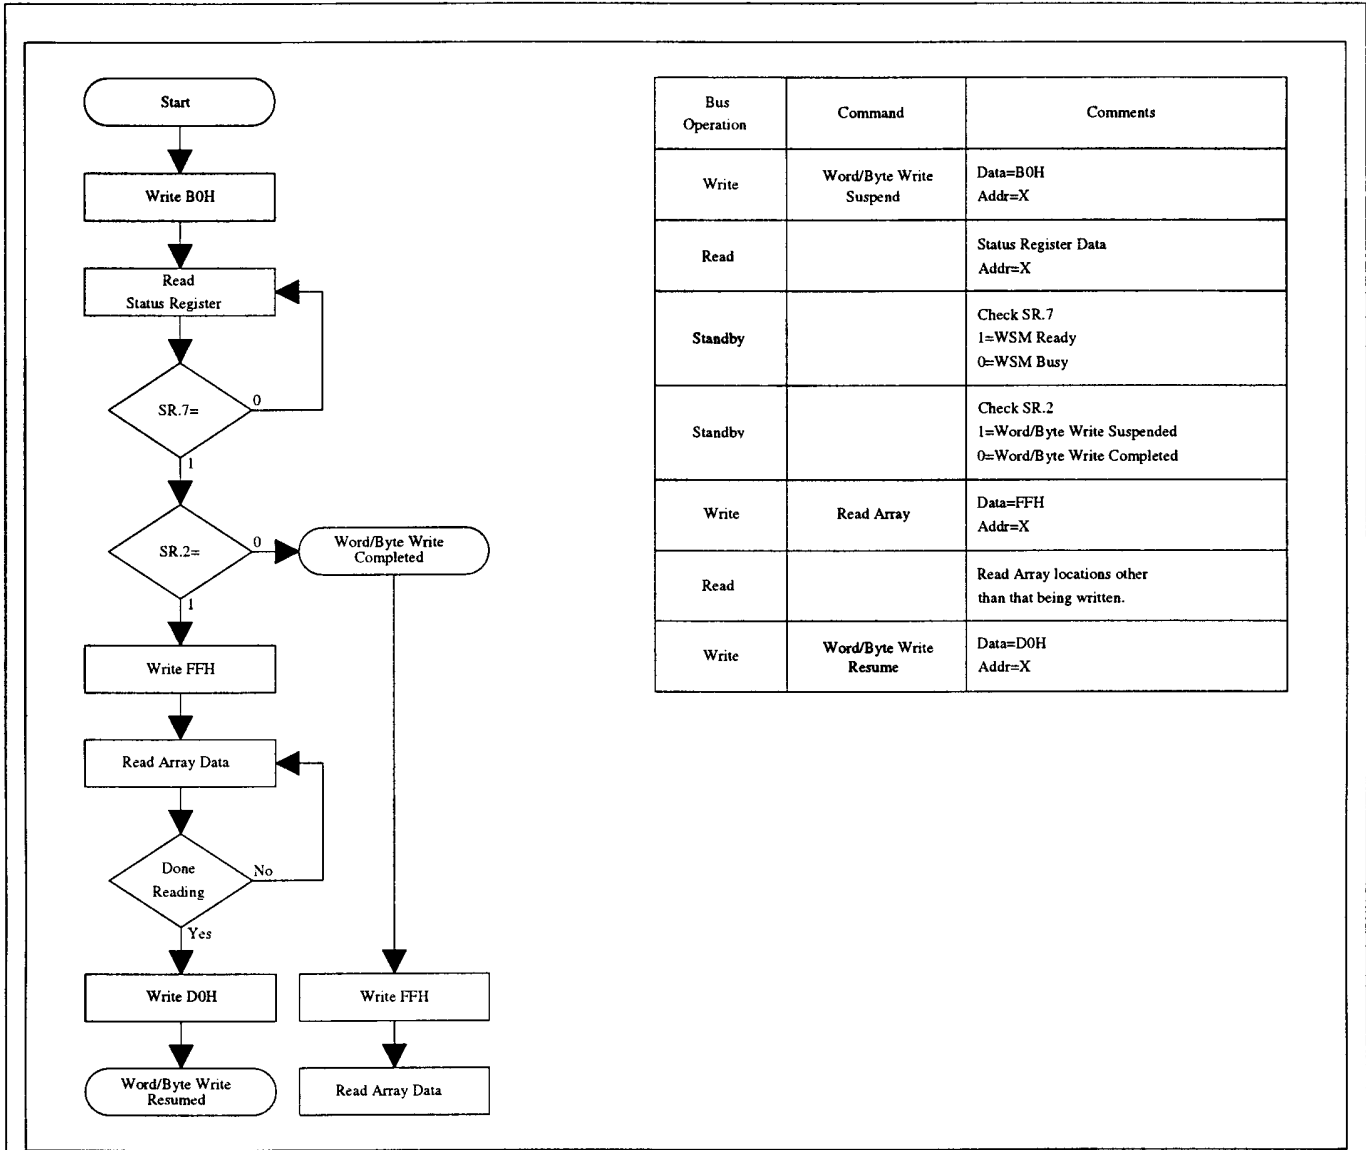 Start
Write B0H
Read
Status Register
SR.7=
0
1
SR.2=
0
Word/Byte Write
Completed
1
Write FFH
Read Array Data
Done
Reading
No
Yes
Write D0H
Write FFH
Word/Byte Write
Resumed
Read Array Data
Bus
Operation
Command
Comments
Write
Word/Byte Write
Suspend
Data=B0H
Addr=X
Read
Status Register Data
Addr=X
Standby
Check SR.7
1=WSM Ready
0=WSM Busy
Standby
Check SR.2
1=Word/Byte Write Suspended
0=Word/Byte Write Completed
Write
Read Array
Data=FFH
Addr=X
Read
Read Array locations other
than that being written.
Write
Word/Byte Write
Resume
Data=D0H
Addr=X